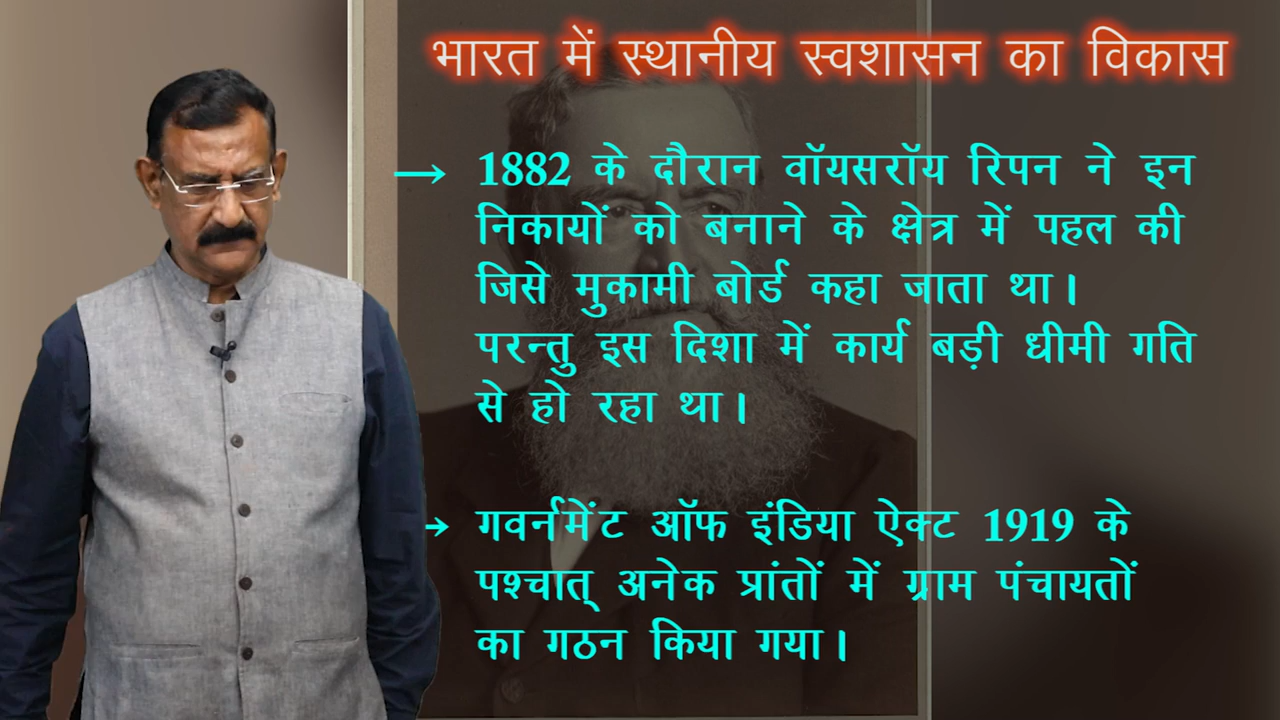 भारत में स्थानीय स्वशासन का विकास
→ 1882 के दौरान वॉयसरॉय रिपन ने इन
निकायों को बनाने के क्षेत्र में पहल की
जिसे मुकामी बोर्ड कहा जाता था।
परन्तु इस दिशा में कार्य बड़ी धीमी गति
से हो रहा था।
→ गवर्नमेंट ऑफ इंडिया ऐक्ट 1919 के
पश्चात् अनेक प्रांतों में ग्राम पंचायतों
का गठन किया गया।